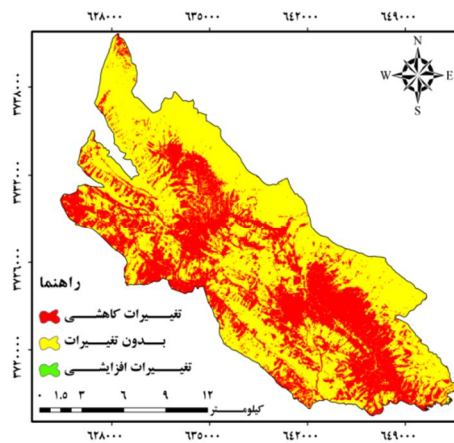 ۶۲۸۰۰۰ ۶۳۵۰۰۰ ۶۴۲۰۰۰ ۶۴۹۰۰۰
N
W E
S
۳۷۳۸۰۰۰
۳۷۳۲۰۰۰
۳۷۲۶۰۰۰
۳۷۲۰۰۰۰
راهنما
تغییرات کاهشی
بدون تغییرات
تغییرات افزایشی
۰ ۱.۵ ۳ ۶ ۹ ۱۲
کیلومتر
۶۲۸۰۰۰ ۶۳۵۰۰۰ ۶۴۲۰۰۰ ۶۴۹۰۰۰